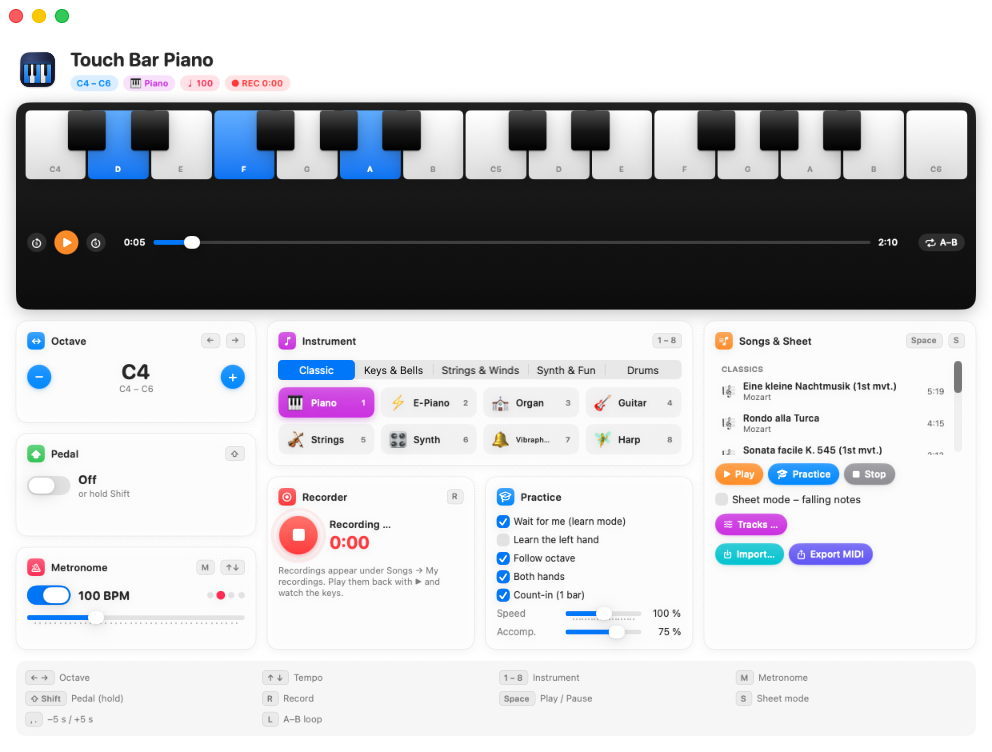 Touch Bar Piano
C4 – C6
Piano
♩ 100
REC 0:00
C4 D E F G A B C5 D E F G A B C6
0:05
2:10
A–B
Octave
← →
C4
C4 – C6
Pedal
Off
or hold Shift
Metronome
M ↑↓
100 BPM
Instrument
1 – 8
Classic
Keys & Bells
Strings & Winds
Synth & Fun
Drums
Piano 1
E-Piano 2
Organ 3
Guitar 4
Strings 5
Synth 6
Vibraph... 7
Harp 8
Recorder
R
Recording ...
0:00
Recordings appear under Songs → My
recordings. Play them back with ▶ and
watch the keys.
Practice
Wait for me (learn mode)
Learn the left hand
Follow octave
Both hands
Count-in (1 bar)
Speed 100 %
Accomp. 75 %
Songs & Sheet
Space S
CLASSICS
Eine kleine Nachtmusik (1st mvt.)
Mozart
5:19
Rondo alla Turca
Mozart
4:15
Sonata facile K. 545 (1st mvt.)
Play
Practice
Stop
Sheet mode – falling notes
Tracks ...
Import...
Export MIDI
← → Octave
↑ ↓ Tempo
1 – 8 Instrument
M Metronome
⇧ Shift Pedal (hold)
R Record
Space Play / Pause
S Sheet mode
, . −5 s / +5 s
L A–B loop